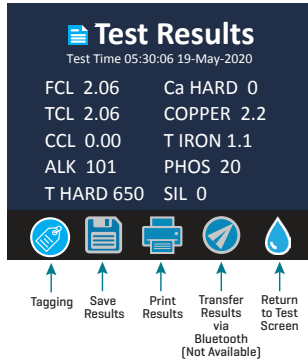 Test Results
Test Time 05:30:06 19-May-2020
FCL 2.06 Ca HARD 0
TCL 2.06 COPPER 2.2
CCL 0.00 T IRON 1.1
ALK 101 PHOS 20
T HARD 650 SIL 0
Tagging
Save
Results
Print
Results
Transfer
Results
via
Bluetooth
(Not Available)
Return
to Test
Screen